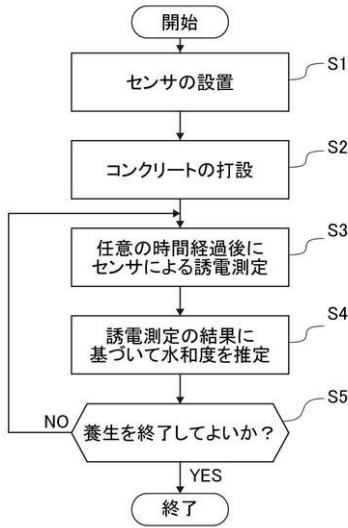 開始
センサの設置
S1
コンクリートの打設
S2
任意の時間経過後に
センサによる誘電測定
S3
誘電測定の結果に
基づいて水和度を推定
S4
養生を終了してよいか？
S5
NO
YES
終了